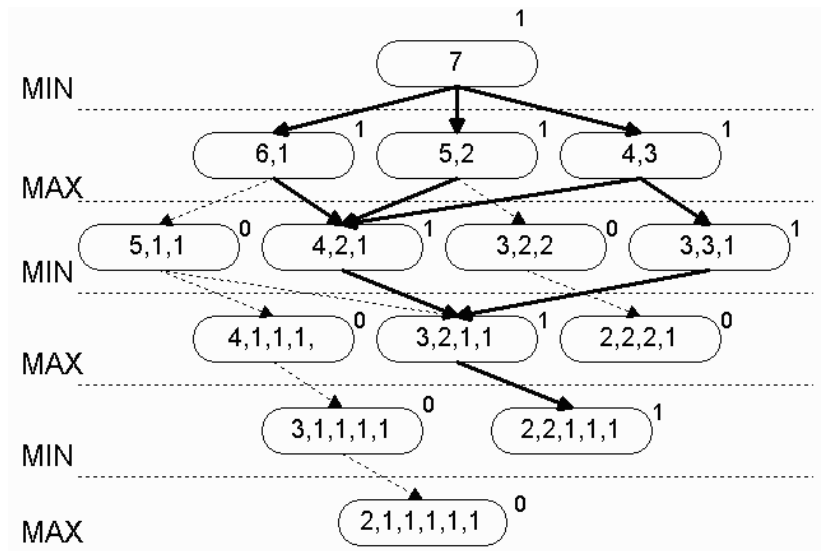 1
7
MIN
1 1 1
6,1 5,2 4,3
MAX
0 1 0 1
5,1,1 4,2,1 3,2,2 3,3,1
MIN
0 1 0
4,1,1,1, 3,2,1,1 2,2,2,1
MAX
0 1
3,1,1,1,1 2,2,1,1,1
MIN
0
2,1,1,1,1,1
MAX